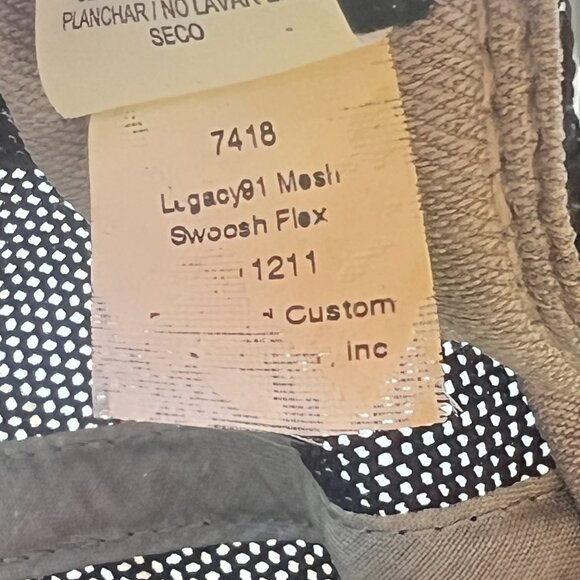 PLANCHAR / NO LAVAR
SECO
7418
Legacy91 Mesh
Swoosh Flex
1211
Custom
, Inc